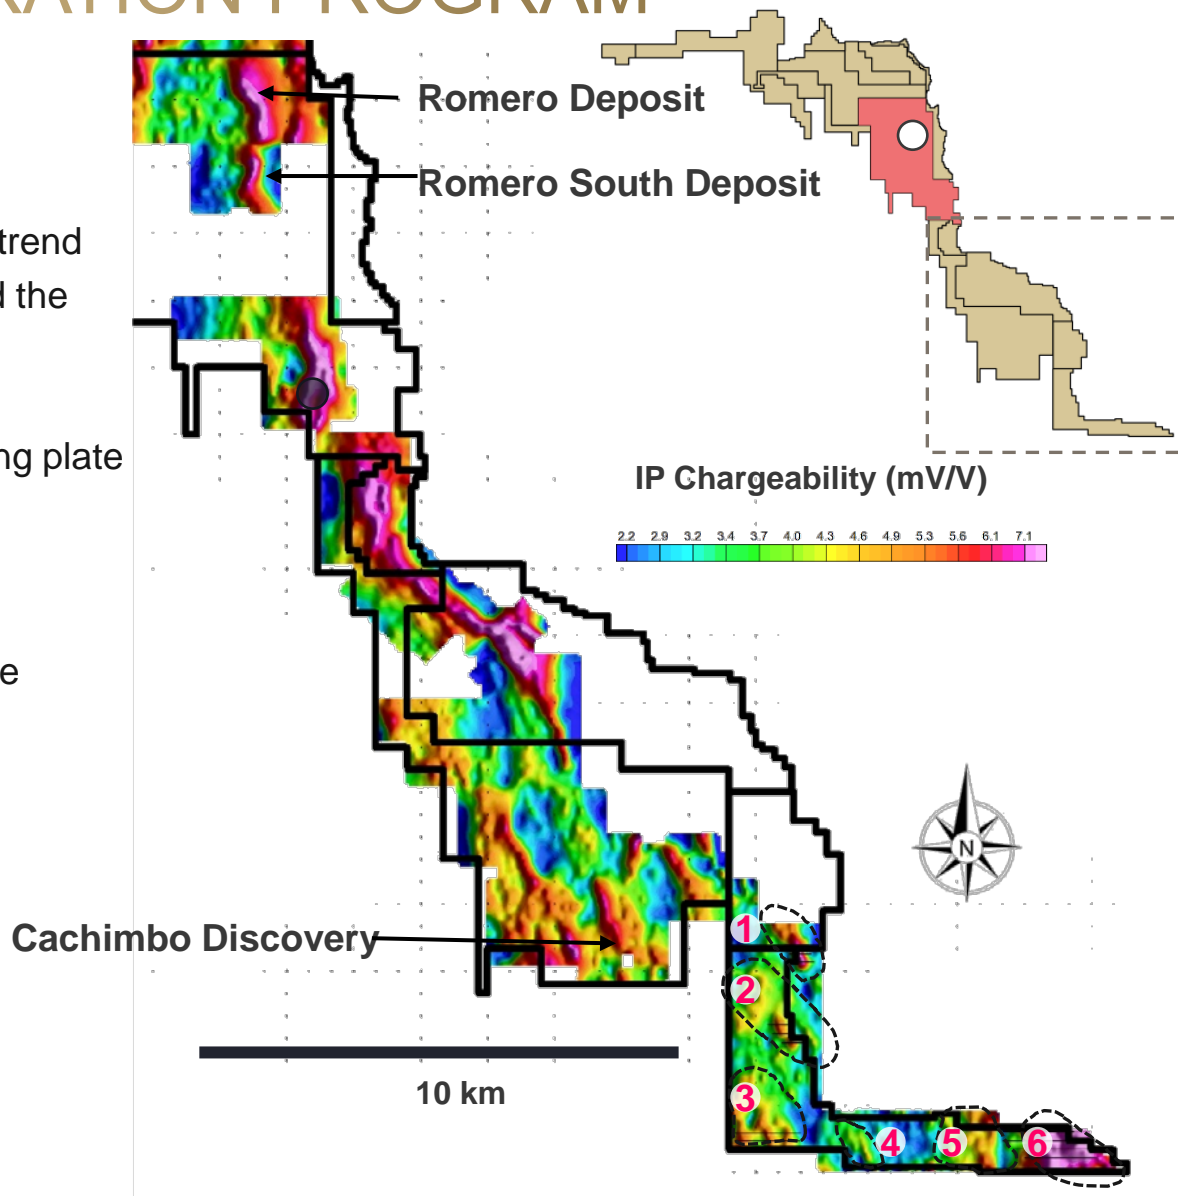 RATION PROGRAM
Romero Deposit
Romero South Deposit
trend
d the
ng plate
IP Chargeability (mV/V)
2.2 2.9 3.2 3.4 3.7 4.0 4.3 4.6 4.9 5.3 5.6 6.1 7.1
e
N
Cachimbo Discovery
1
2
10 km
3
4 5 6